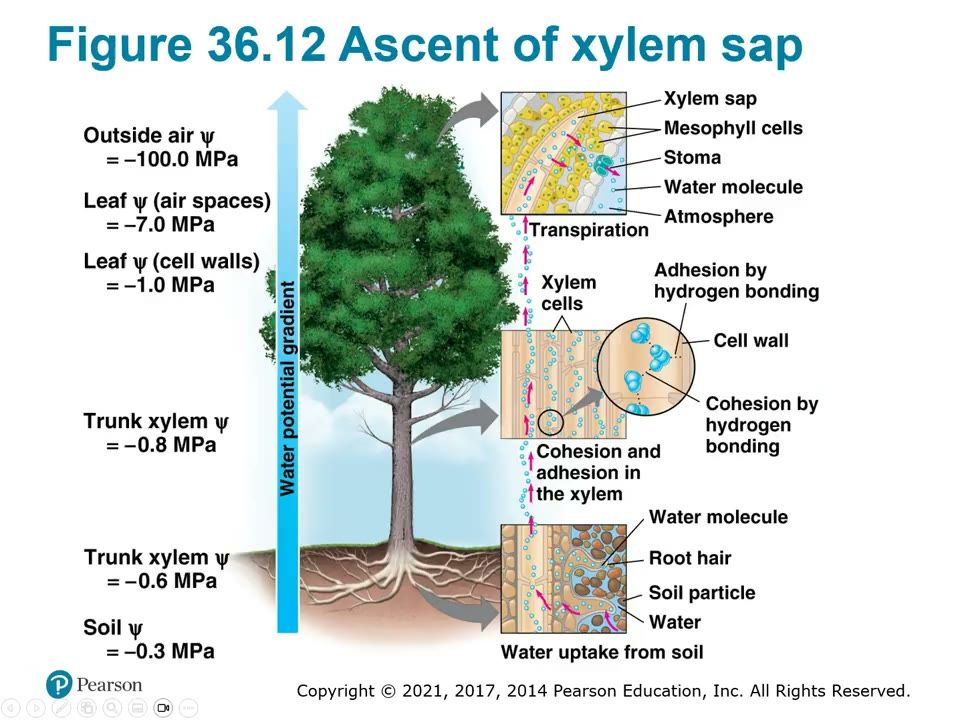 Figure 36.12 Ascent of xylem sap
Outside air ψ
= –100.0 MPa
Leaf ψ (air spaces)
= –7.0 MPa
Leaf ψ (cell walls)
= –1.0 MPa
Trunk xylem ψ
= –0.8 MPa
Trunk xylem ψ
= –0.6 MPa
Soil ψ
= –0.3 MPa
Water potential gradient
Xylem sap
Mesophyll cells
Stoma
Water molecule
Atmosphere
Transpiration
Xylem
cells
Adhesion by
hydrogen bonding
Cell wall
Cohesion by
hydrogen
bonding
Cohesion and
adhesion in
the xylem
Water molecule
Root hair
Soil particle
Water
Water uptake from soil
P Pearson
Copyright © 2021, 2017, 2014 Pearson Education, Inc. All Rights Reserved.